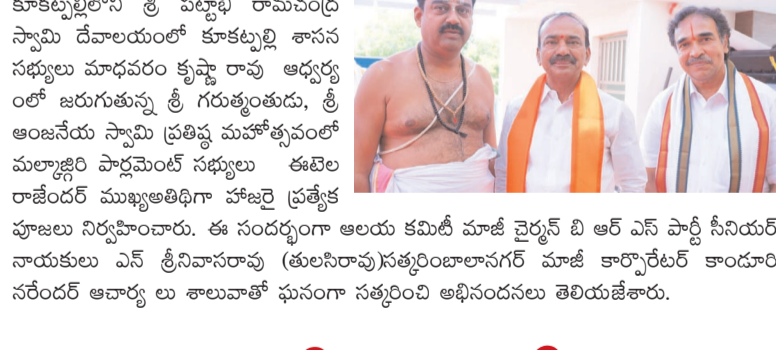 కూకట్పల్లిలోని శ్రీ పట్టాభి రామచంద్ర
స్వామి దేవాలయంలో కూకట్పల్లి శాసన
సభ్యులు మాధవరం కృష్ణా రావు ఆధ్వర్య
ంలో జరుగుతున్న శ్రీ గరుత్మంతుడు, శ్రీ
ఆంజనేయ స్వామి ప్రతిష్ఠ మహోత్సవంలో
మల్కాజ్గిరి పార్లమెంట్ సభ్యులు ఈటెల
రాజేందర్ ముఖ్యఅతిథిగా హాజరై ప్రత్యేక
పూజలు నిర్వహించారు. ఈ సందర్భంగా ఆలయ కమిటీ మాజీ చైర్మన్ బి ఆర్ ఎస్ పార్టీ సీనియర్
నాయకులు ఎన్ శ్రీనివాసరావు (తులసిరావు)సత్కరింబాలానగర్ మాజీ కార్పొరేటర్ కాండూరి
నరేందర్ ఆచార్య లు శాలువాతో ఘనంగా సత్కరించి అభినందనలు తెలియజేశారు.